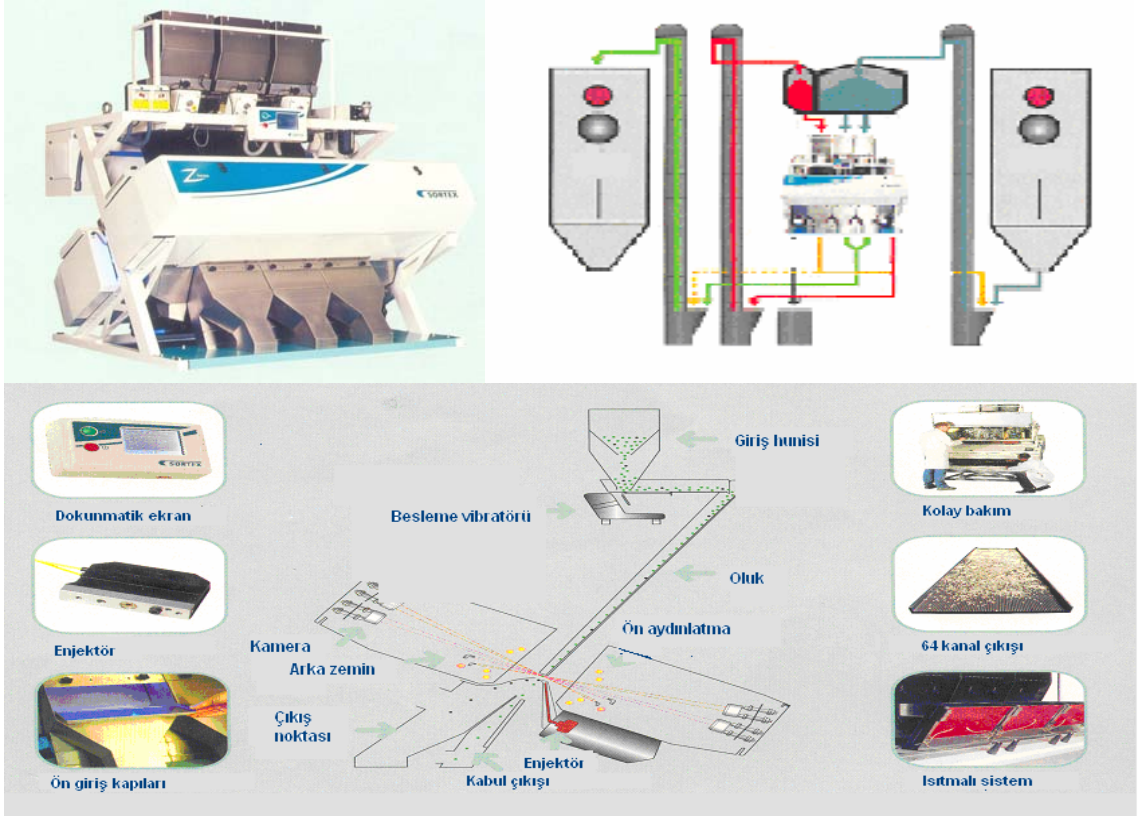 Z
SORTEX
SORTEX
Dokunmatik ekran
Enjektör
Ön giriş kapıları
Giriş hunisi
Besleme vibratörü
Oluk
Ön aydınlatma
Kamera
Arka zemin
Çıkış
noktası
Enjektör
Kabul çıkışı
Kolay bakım
64 kanal çıkışı
Isıtmalı sistem